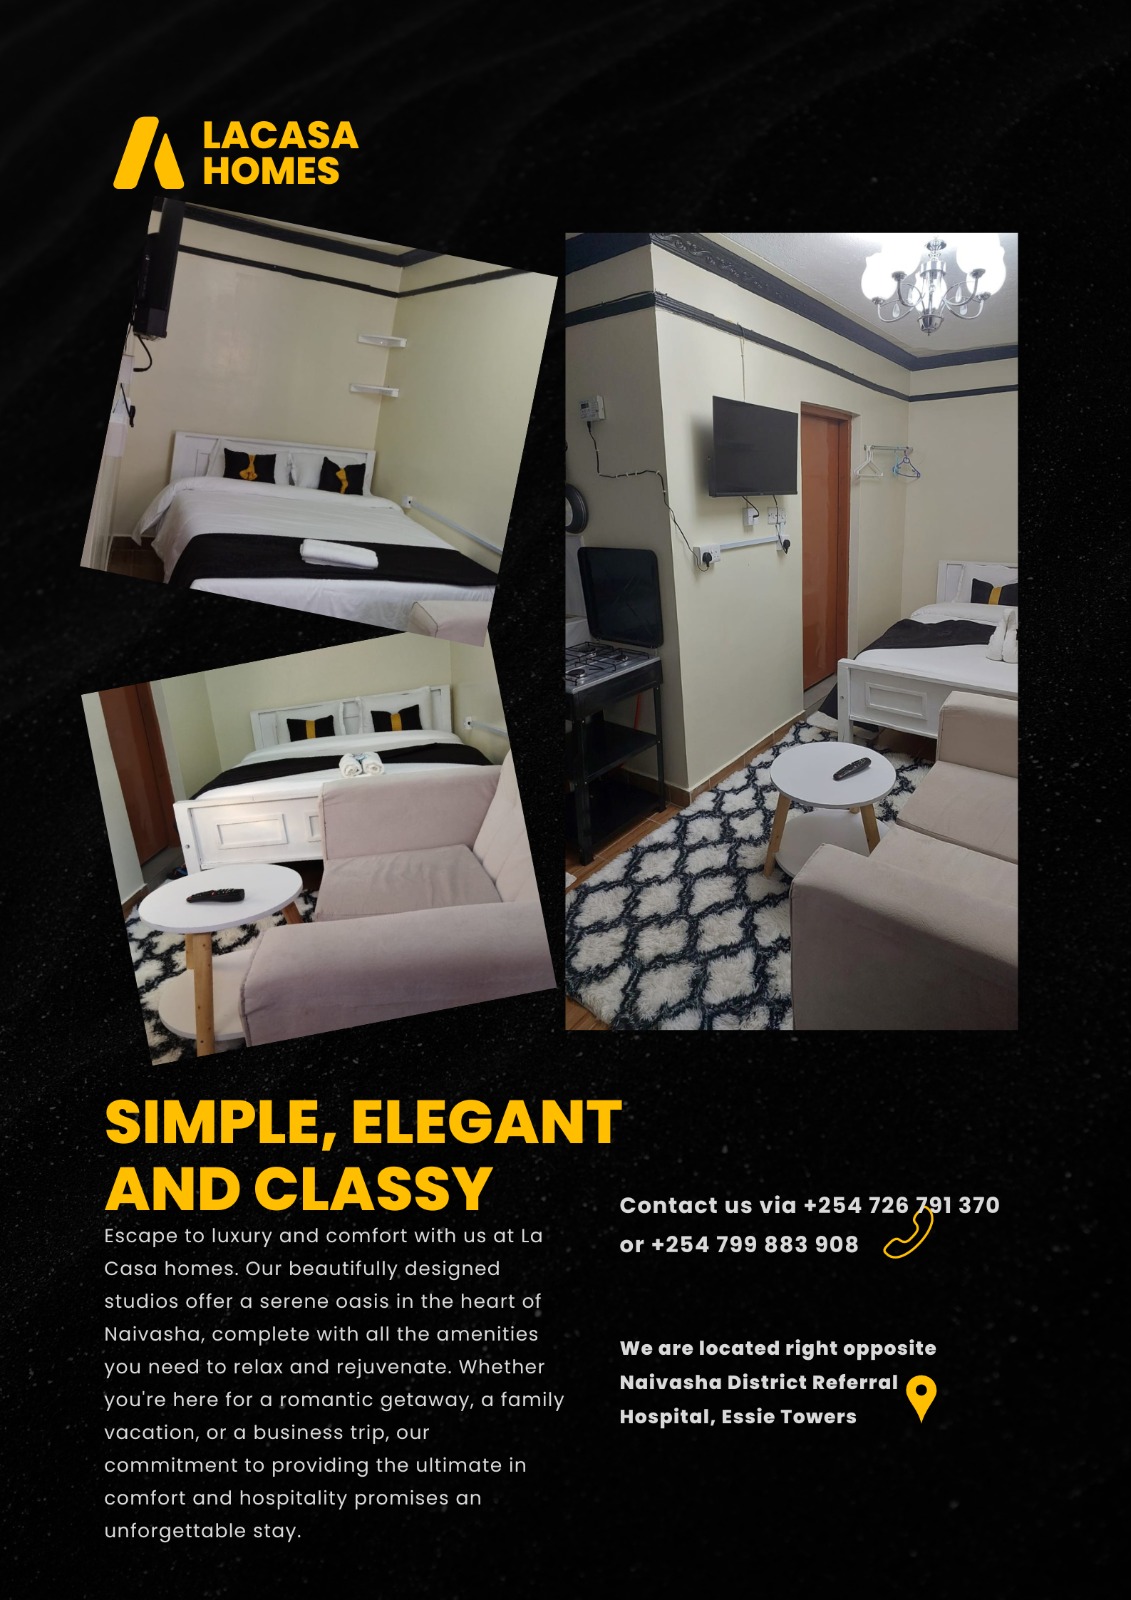 LACASA
HOMES
SIMPLE, ELEGANT
AND CLASSY
Escape to luxury and comfort with us at La
Casa homes. Our beautifully designed
studios offer a serene oasis in the heart of
Naivasha, complete with all the amenities
you need to relax and rejuvenate. Whether
you're here for a romantic getaway, a family
vacation, or a business trip, our
commitment to providing the ultimate in
comfort and hospitality promises an
unforgettable stay.
Contact us via +254 726 791 370
or +254 799 883 908
We are located right opposite
Naivasha District Referral
Hospital, Essie Towers